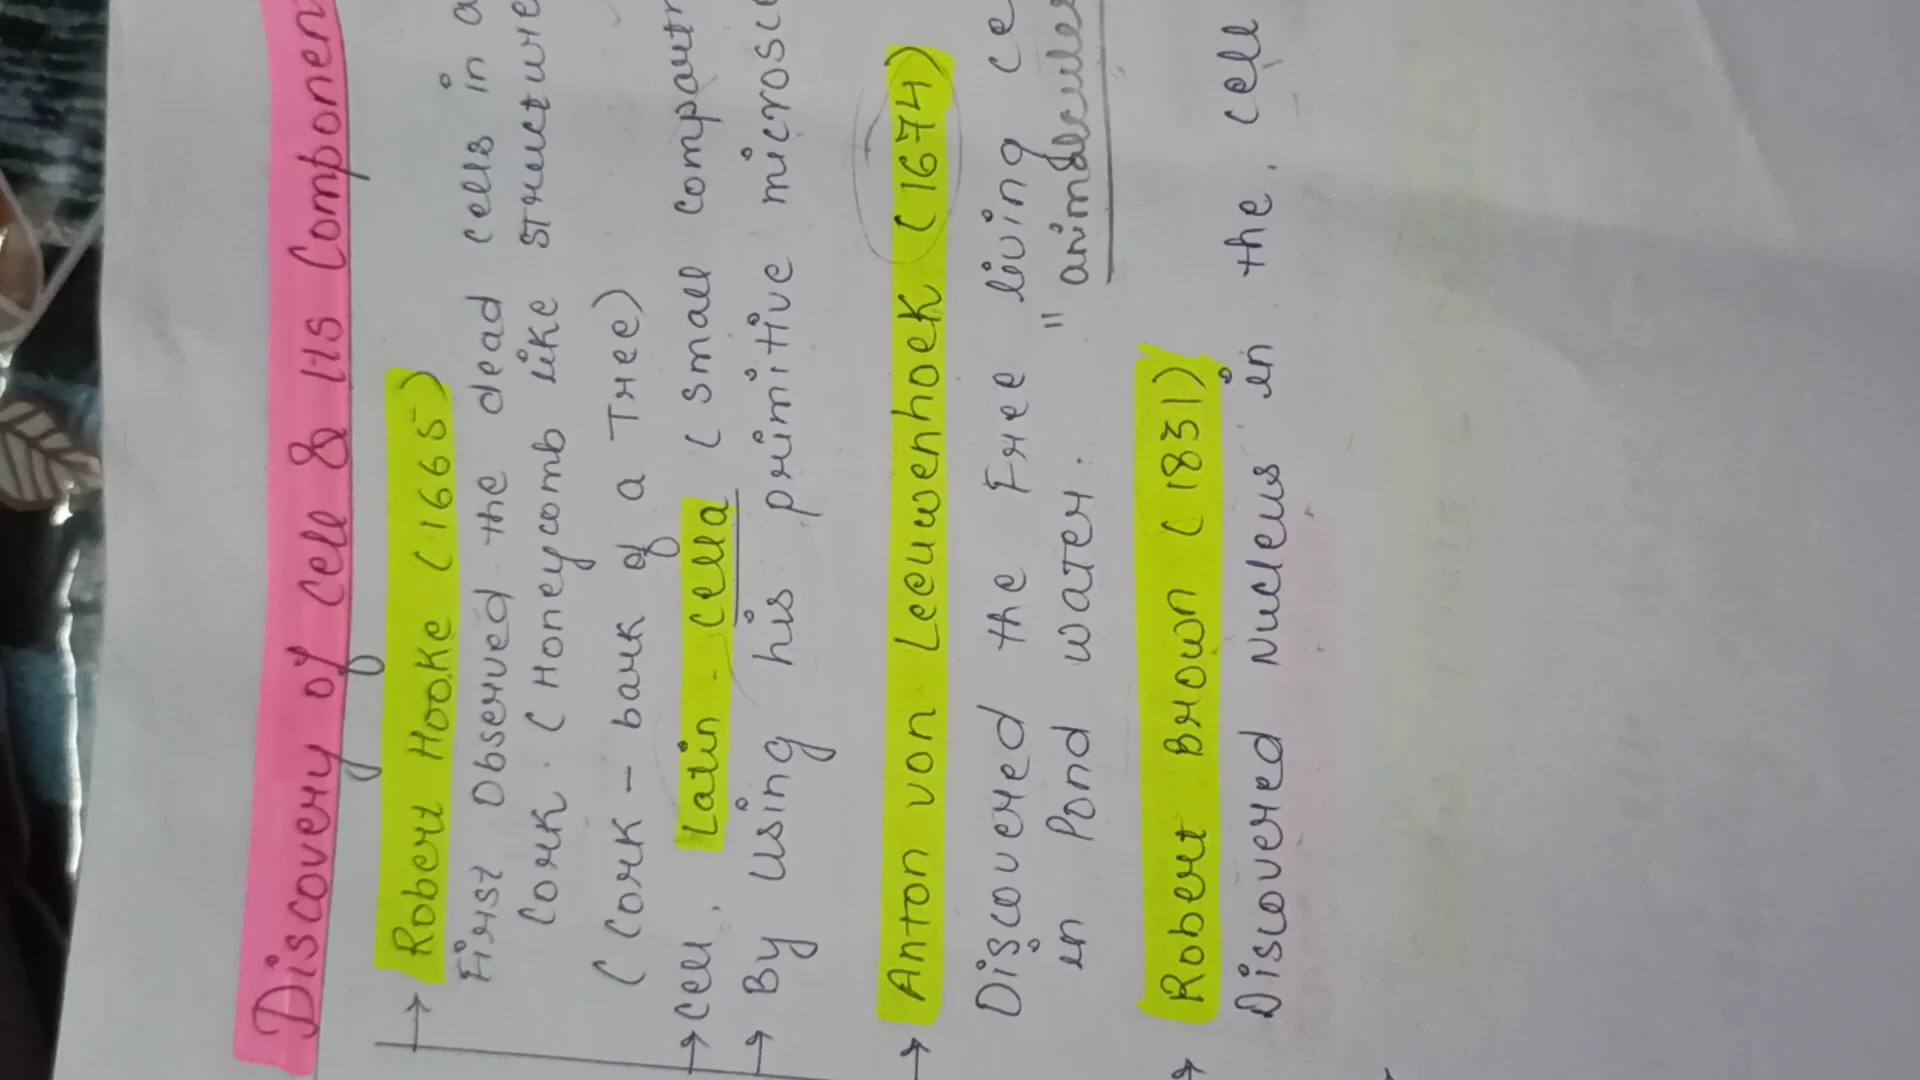 Discovery of Cell & Its Componen
→ Robert Hooke (1665)
First Observed the dead cells in a
Cork. (Honeycomb like structure
(Cork - bark of a Tree)
→ Cell. Latin - Cella (small compart
→ By Using his primitive microsc
→ Anton von Leeuwenhoek (1674)
Discovered the Free living ce
in Pond water. " animalcules
→ Robert Brown (1831)
Discovered Nucleus in the cell